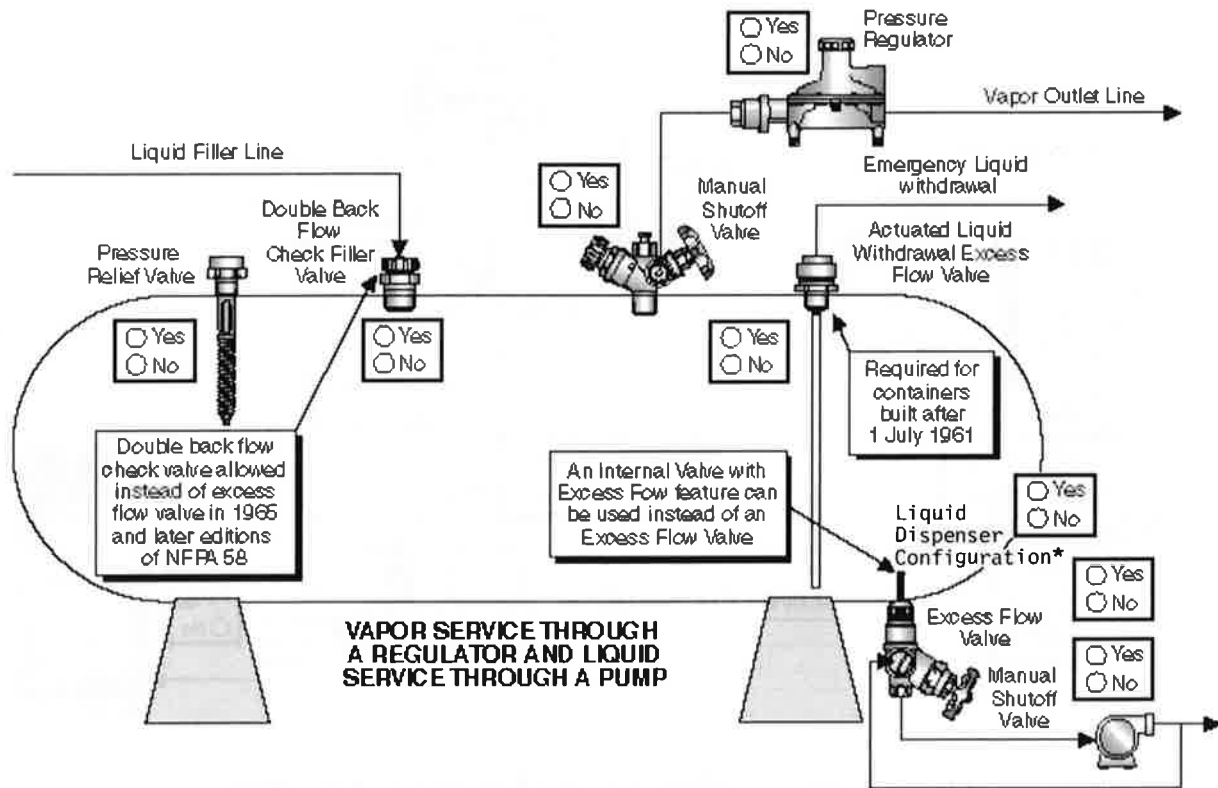 Yes
No
Pressure
Regulator
Vapor Outlet Line
Liquid Filler Line
Yes
No
Manual
Shutoff
Valve
Emergency Liquid
withdrawal
Double Back
Flow
Check Filler
Valve
Pressure
Relief Valve
Actuated Liquid
Withdrawal Excess
Flow Valve
Yes
No
Yes
No
Yes
No
Required for
containers
built after
1 July 1961
Double back flow
check valve allowed
instead of excess
flow valve in 1965
and later editions
of NFPA 58
An Internal Valve with
Excess Fow feature can
be used instead of an
Excess Flow Valve
Yes
No
Liquid
Dispenser
Configuration*
Yes
No
Excess Flow
Valve
Yes
No
Manual
Shutoff
Valve
VAPOR SERVICE THROUGH
A REGULATOR AND LIQUID
SERVICE THROUGH A PUMP